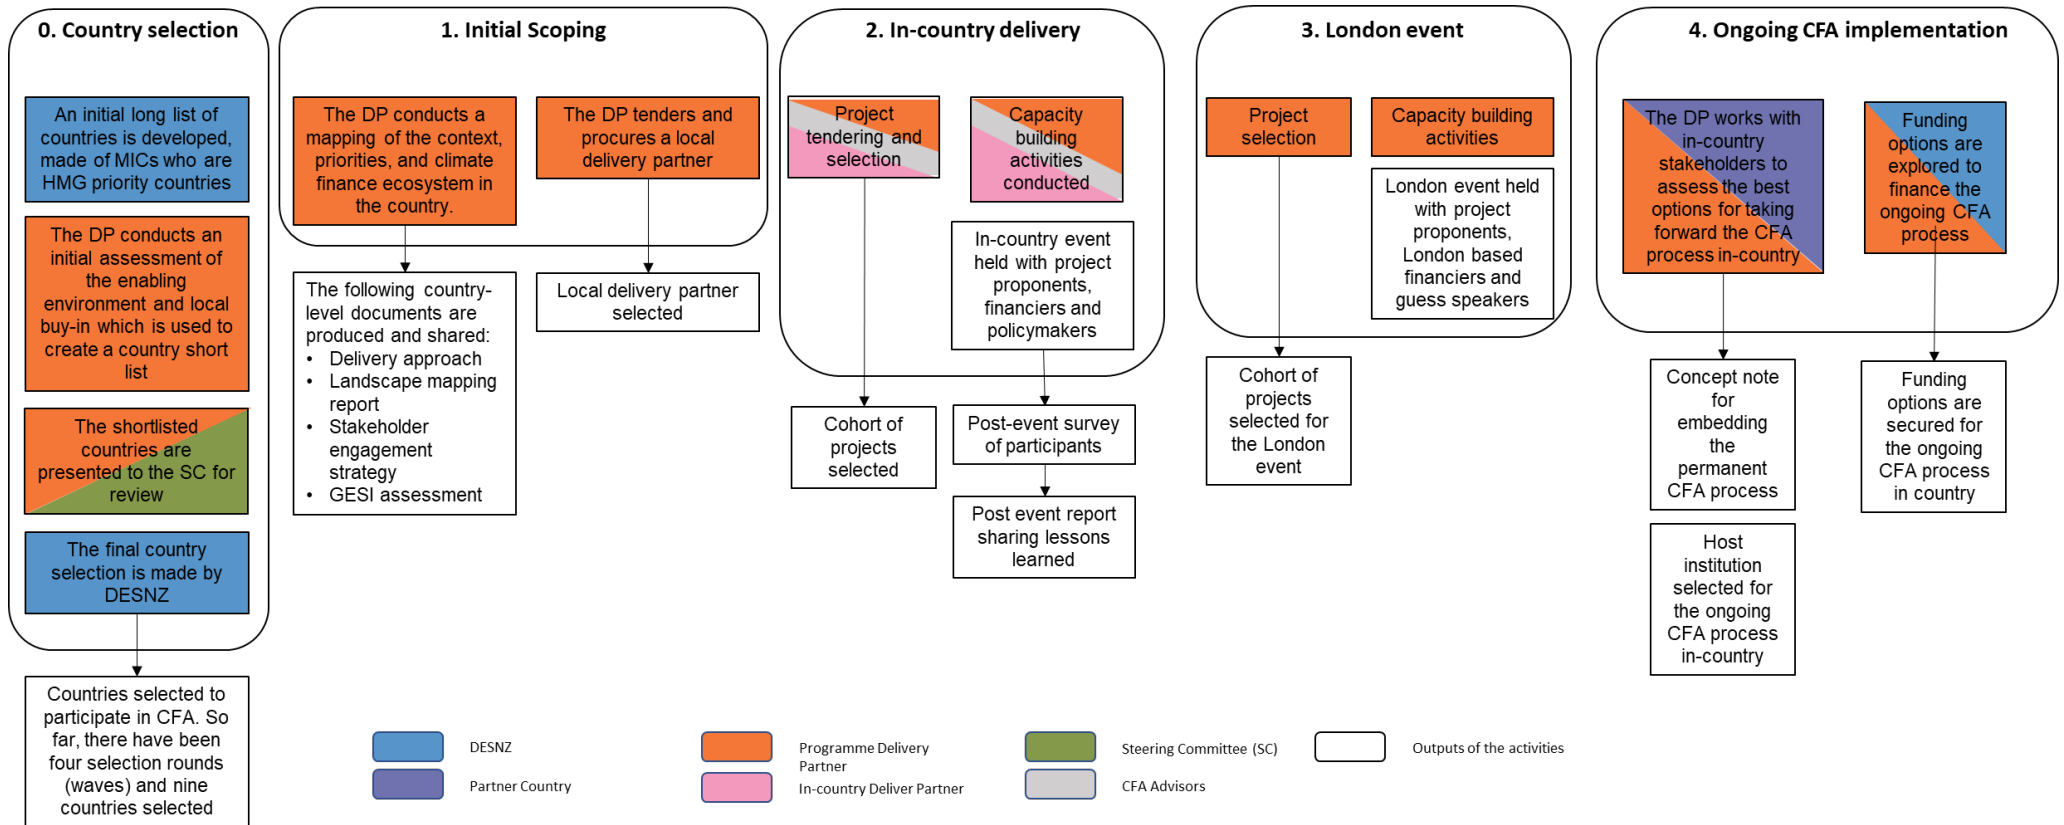 0. Country selection
An initial long list of
countries is developed,
made of MICs who are
HMG priority countries
The DP conducts an
initial assessment of
the enabling
environment and local
buy-in which is used to
create a country short
list
The shortlisted
countries are
presented to the SC for
review
The final country
selection is made by
DESNZ
Countries selected to
participate in CFA. So
far, there have been
four selection rounds
(waves) and nine
countries selected
1. Initial Scoping
The DP conducts a
mapping of the context,
priorities, and climate
finance ecosystem in
the country.
The DP tenders and
procures a local
delivery partner
The following country-
level documents are
produced and shared:
• Delivery approach
• Landscape mapping
report
• Stakeholder
engagement
strategy
• GESI assessment
Local delivery partner
selected
2. In-country delivery
Project
tendering and
selection
Capacity
building
activities
conducted
In-country event
held with project
proponents,
financiers and
policymakers
Cohort of
projects
selected
Post-event survey
of participants
Post event report
sharing lessons
learned
3. London event
Project
selection
Capacity building
activities
London event held
with project
proponents,
London based
financiers and
guess speakers
Cohort of
projects
selected for
the London
event
4. Ongoing CFA implementation
The DP works with
in-country
stakeholders to
assess the best
options for taking
forward the CFA
process in-country
Funding
options are
explored to
finance the
ongoing CFA
process
Concept note
for
embedding
the
permanent
CFA process
Host
institution
selected for
the ongoing
CFA process
in-country
Funding
options are
secured for
the ongoing
CFA process
in country
DESNZ
Partner Country
Programme Delivery
Partner
In-country Deliver Partner
Steering Committee (SC)
CFA Advisors
Outputs of the activities